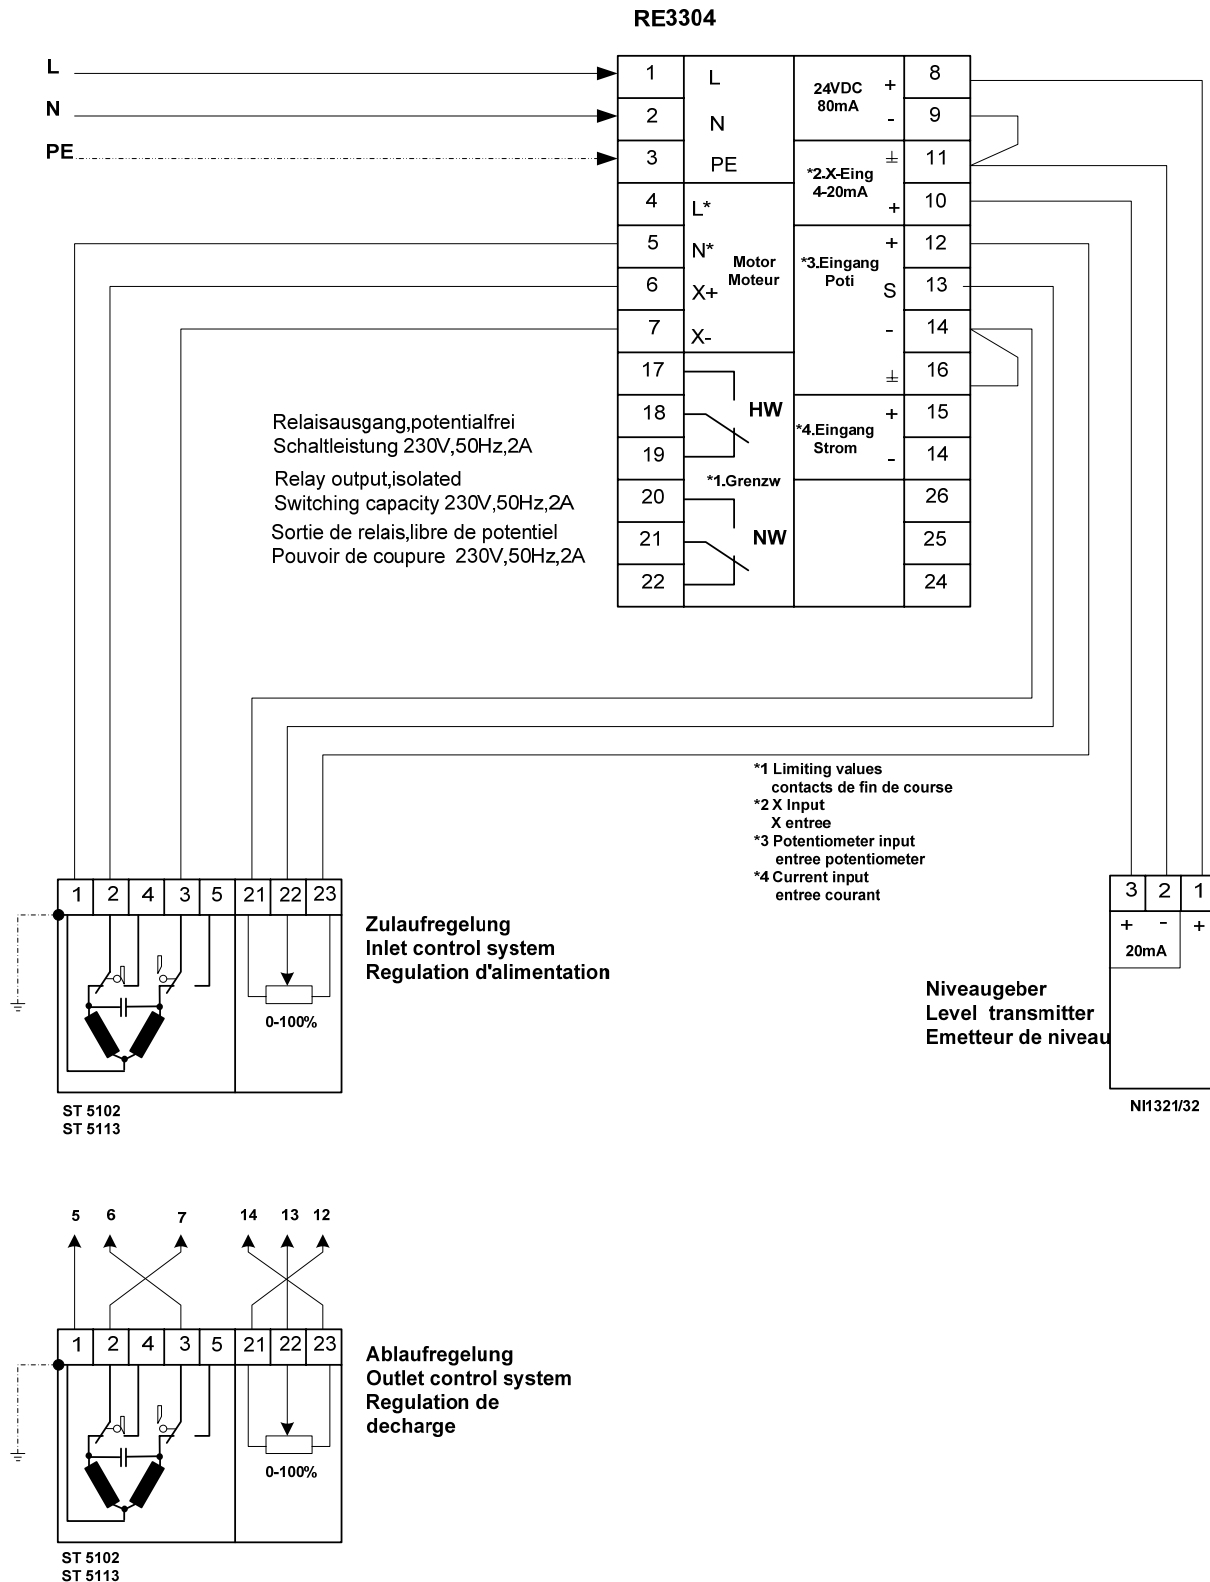 RE3304
L
N
PE
1 L 24VDC + 8
2 N 80mA - 9
3 PE *2.X-Eing ⏚ 11
4 L* 4-20mA + 10
5 N* + 12
Motor *3.Eingang
Moteur Poti
6 X+ S 13
7 X- - 14
17 ⏚ 16
18 HW + 15
*4.Eingang
Strom
19 - 14
*1.Grenzw
20 26
21 NW 25
22 24
Relaisausgang,potentialfrei
Schaltleistung 230V,50Hz,2A
Relay output,isolated
Switching capacity 230V,50Hz,2A
Sortie de relais,libre de potentiel
Pouvoir de coupure 230V,50Hz,2A
*1 Limiting values
contacts de fin de course
*2 X Input
X entree
*3 Potentiometer input
entree potentiometer
*4 Current input
entree courant
1 2 4 3 5 21 22 23
0-100%
ST 5102
ST 5113
Zulaufregelung
Inlet control system
Regulation d'alimentation
3 2 1
+ - +
20mA
Niveaugeber
Level transmitter
Emetteur de niveau
NI1321/32
5 6 7 14 13 12
1 2 4 3 5 21 22 23
0-100%
ST 5102
ST 5113
Ablaufregelung
Outlet control system
Regulation de
decharge